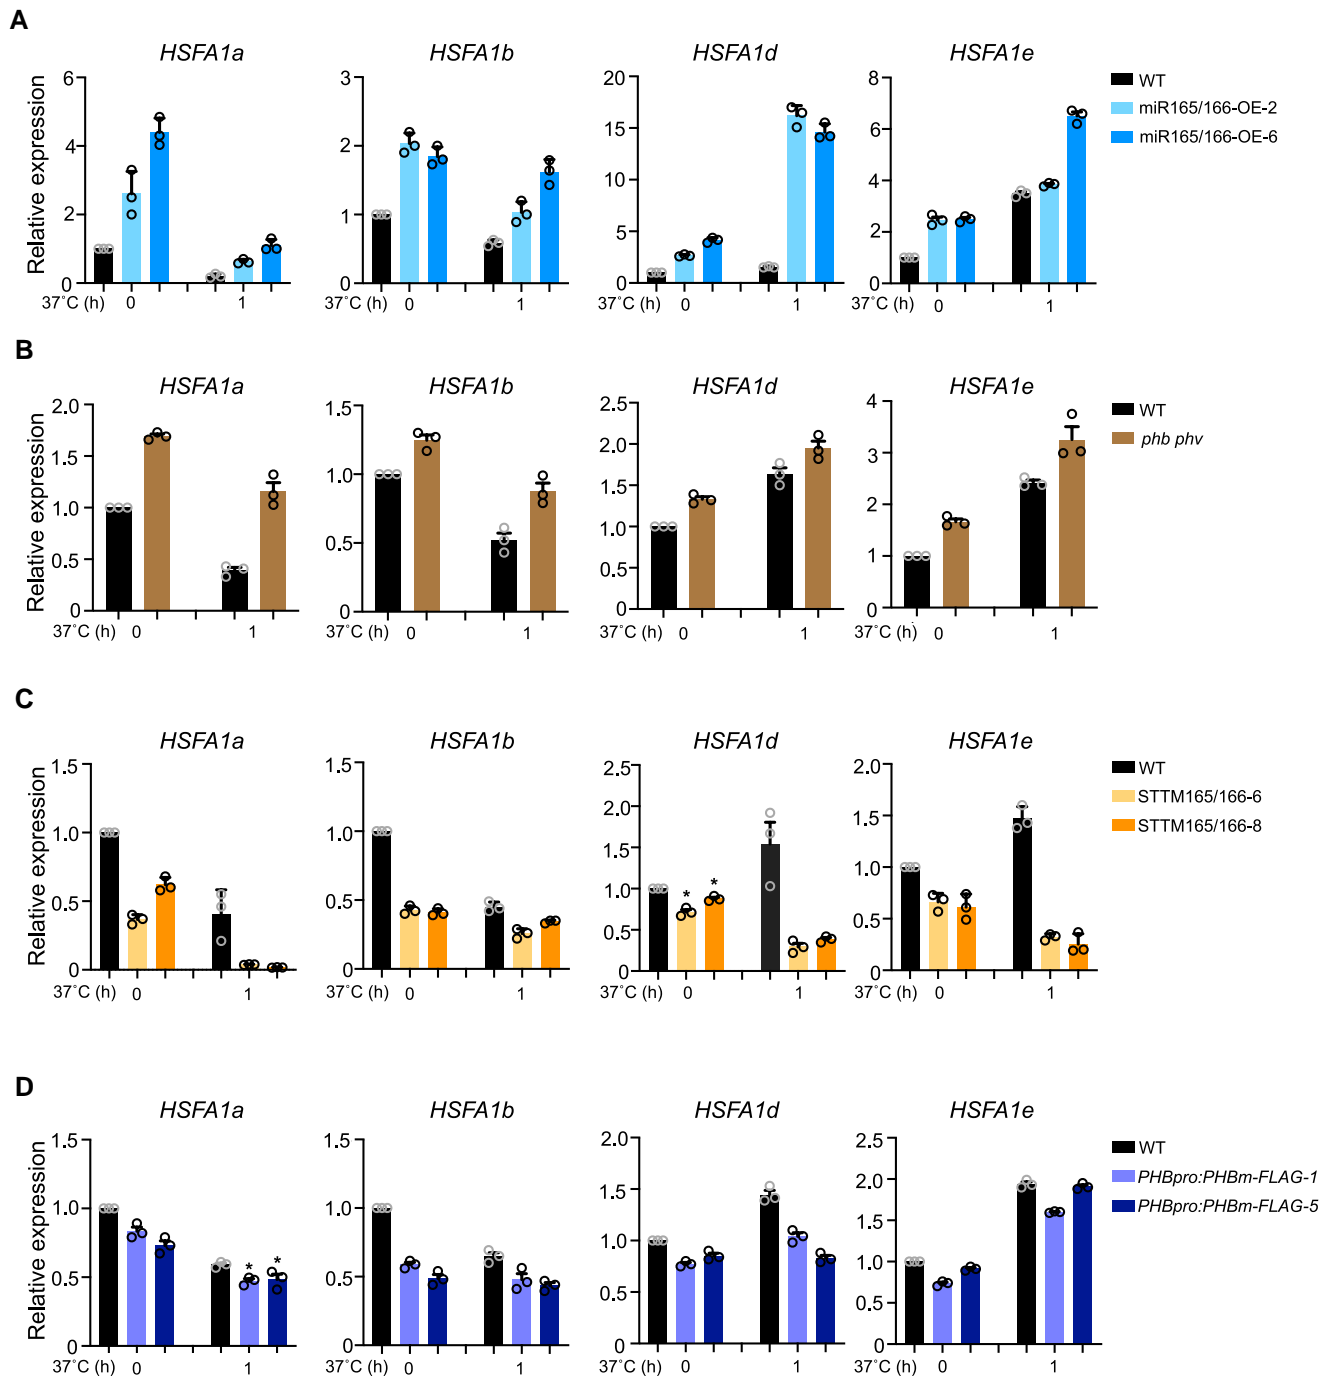 A
HSFA1a HSFA1b HSFA1d HSFA1e
Relative expression
6 4 2 0
3 2 1 0
20 15 10 5 0
8 6 4 2 0
WT
miR165/166-OE-2
miR165/166-OE-6
37°C (h) 0 1 37°C (h) 0 1 37°C (h) 0 1 37°C (h) 0 1
B
HSFA1a HSFA1b HSFA1d HSFA1e
Relative expression
2.0 1.5 1.0 0.5 0
1.5 1.0 0.5 0
2.5 2.0 1.5 1.0 0.5 0
4 3 2 1 0
WT
phb phv
37°C (h) 0 1 37°C (h) 0 1 37°C (h) 0 1 37°C (h) 0 1
C
HSFA1a HSFA1b HSFA1d HSFA1e
Relative expression
1.5 1.0 0.5 0
1.5 1.0 0.5 0
2.5 2.0 1.5 1.0 0.5 0
2.0 1.5 1.0 0.5 0
* *
WT
STTM165/166-6
STTM165/166-8
37°C (h) 0 1 37°C (h) 0 1 37°C (h) 0 1 37°C (h) 0 1
D
HSFA1a HSFA1b HSFA1d HSFA1e
Relative expression
1.5 1.0 0.5 0
1.5 1.0 0.5 0
2.0 1.5 1.0 0.5 0
2.5 2.0 1.5 1.0 0.5 0
* *
WT
PHBpro:PHBm-FLAG-1
PHBpro:PHBm-FLAG-5
37°C (h) 0 1 37°C (h) 0 1 37°C (h) 0 1 37°C (h) 0 1